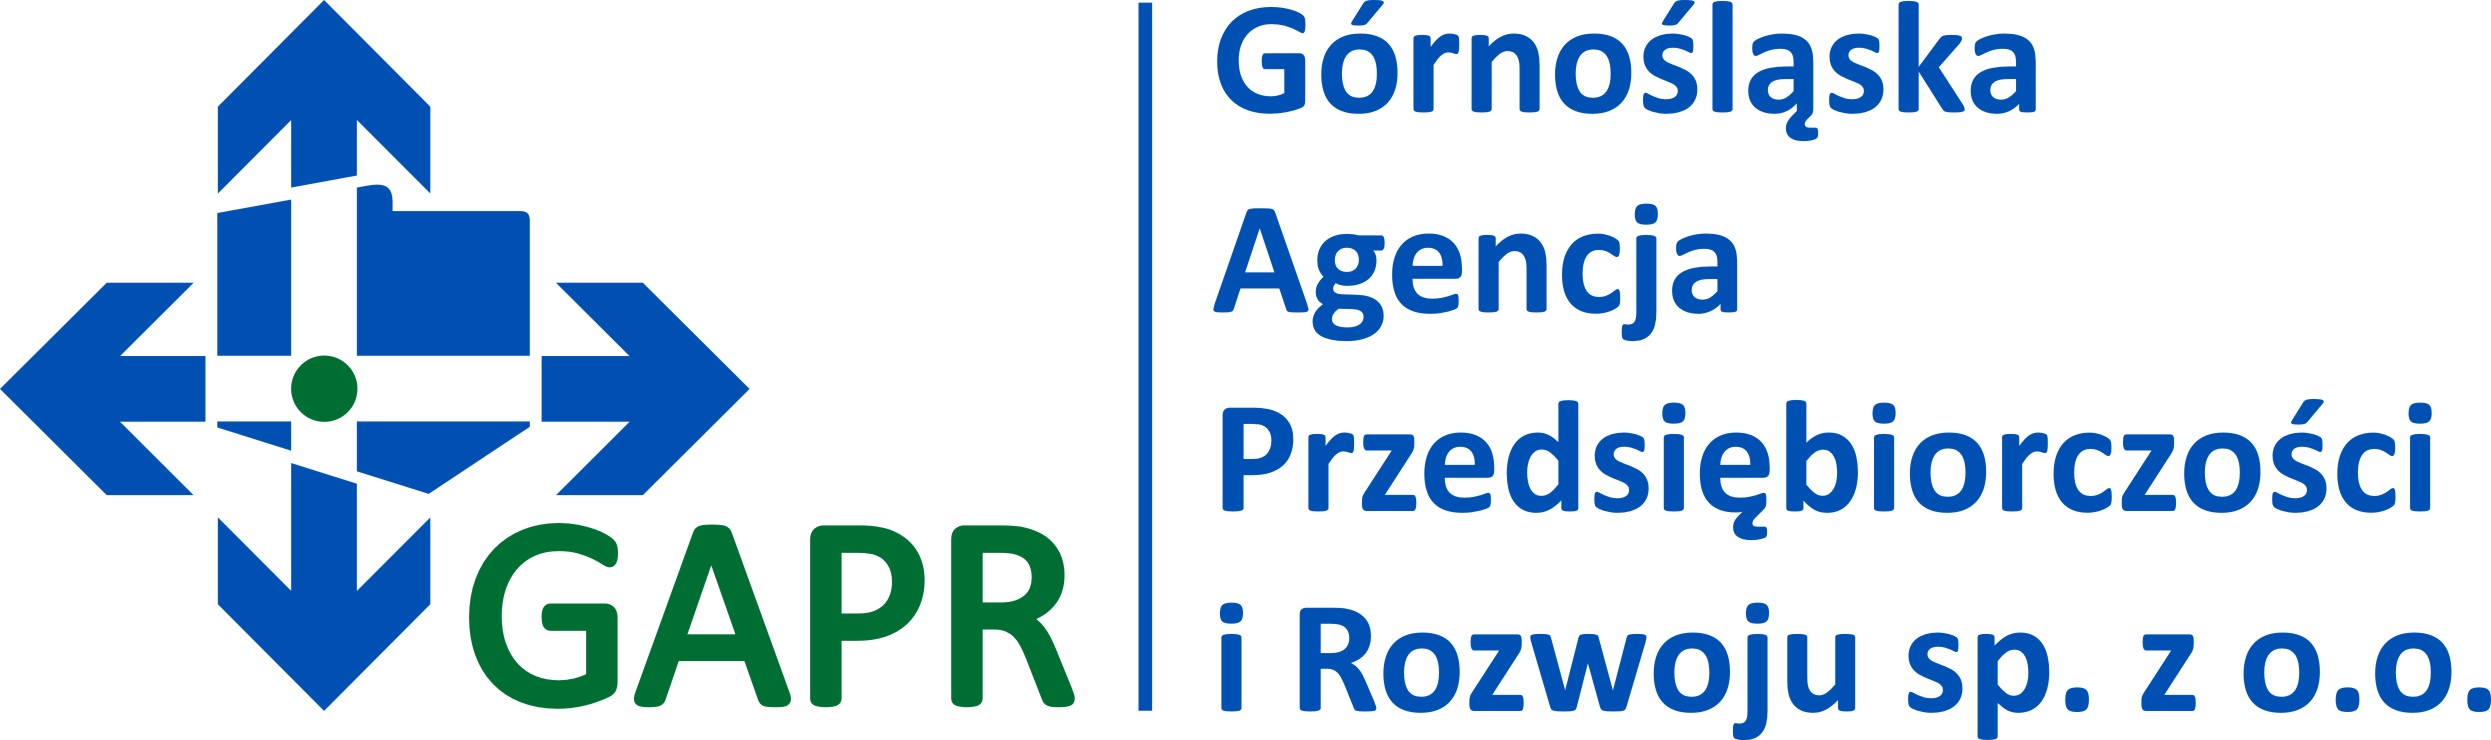 GAPR
Górnośląska
Agencja
Przedsiębiorczości
i Rozwoju sp. z o.o.